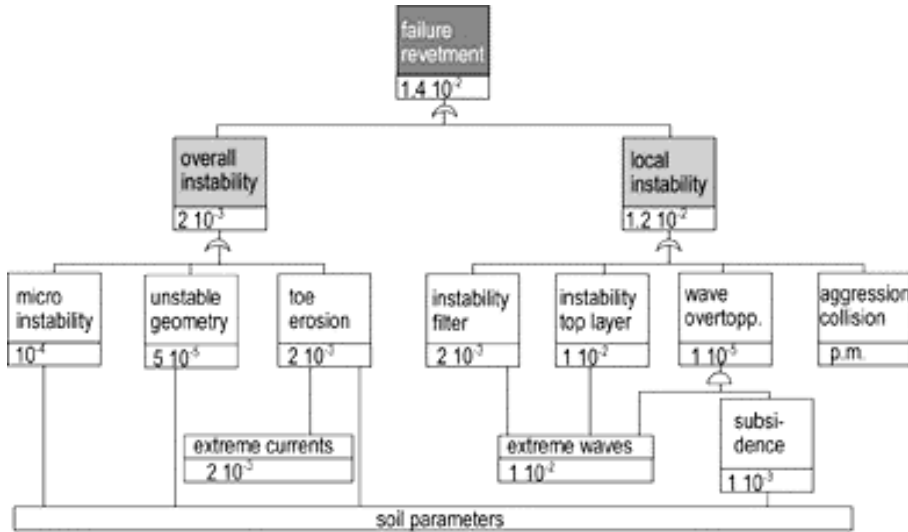 failure
revetment
1.4 10⁻²
overall
instability
2 10⁻³
local
instability
1.2 10⁻²
micro
instability
10⁻⁴
unstable
geometry
5 10⁻⁵
toe
erosion
2 10⁻³
instability
filter
2 10⁻³
instability
top layer
1 10⁻²
wave
overtopp.
1 10⁻⁵
aggression
collision
p.m.
extreme currents
2 10⁻³
extreme waves
1 10⁻²
subsi-
dence
1 10⁻³
soil parameters